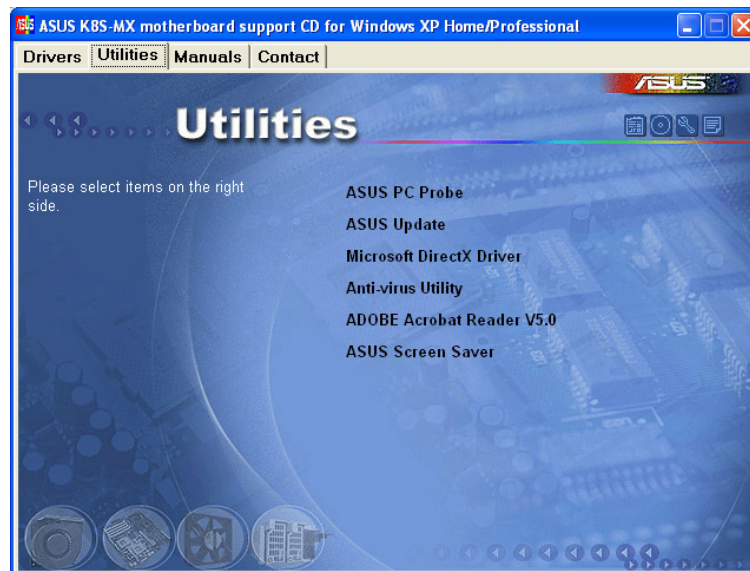 ASUS K8S-MX motherboard support CD for Windows XP Home/Professional
Drivers Utilities Manuals Contact
ASUS
Utilities
Please select items on the right
side.
ASUS PC Probe
ASUS Update
Microsoft DirectX Driver
Anti-virus Utility
ADOBE Acrobat Reader V5.0
ASUS Screen Saver